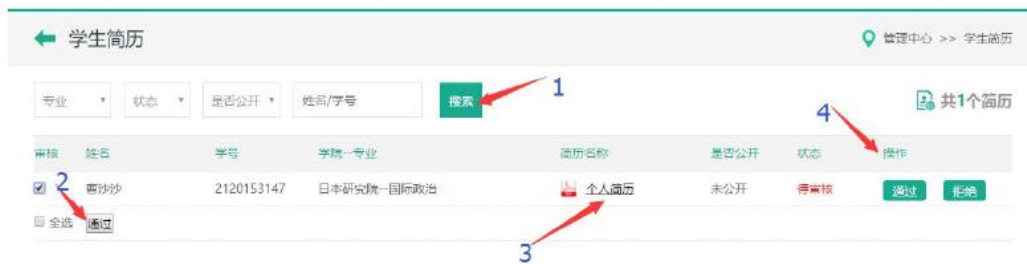 学生简历
管理中心 >> 学生简历
专业 状态 是否公开 姓名/学号 搜索 1 共1个简历
4
审核 姓名 学号 学院--专业 简历名称 是否公开 状态 操作
曹沙沙 2120153147 日本研究院--国际政治 个人简历 未公开 待审核 通过 拒绝
2
全选 通过
3